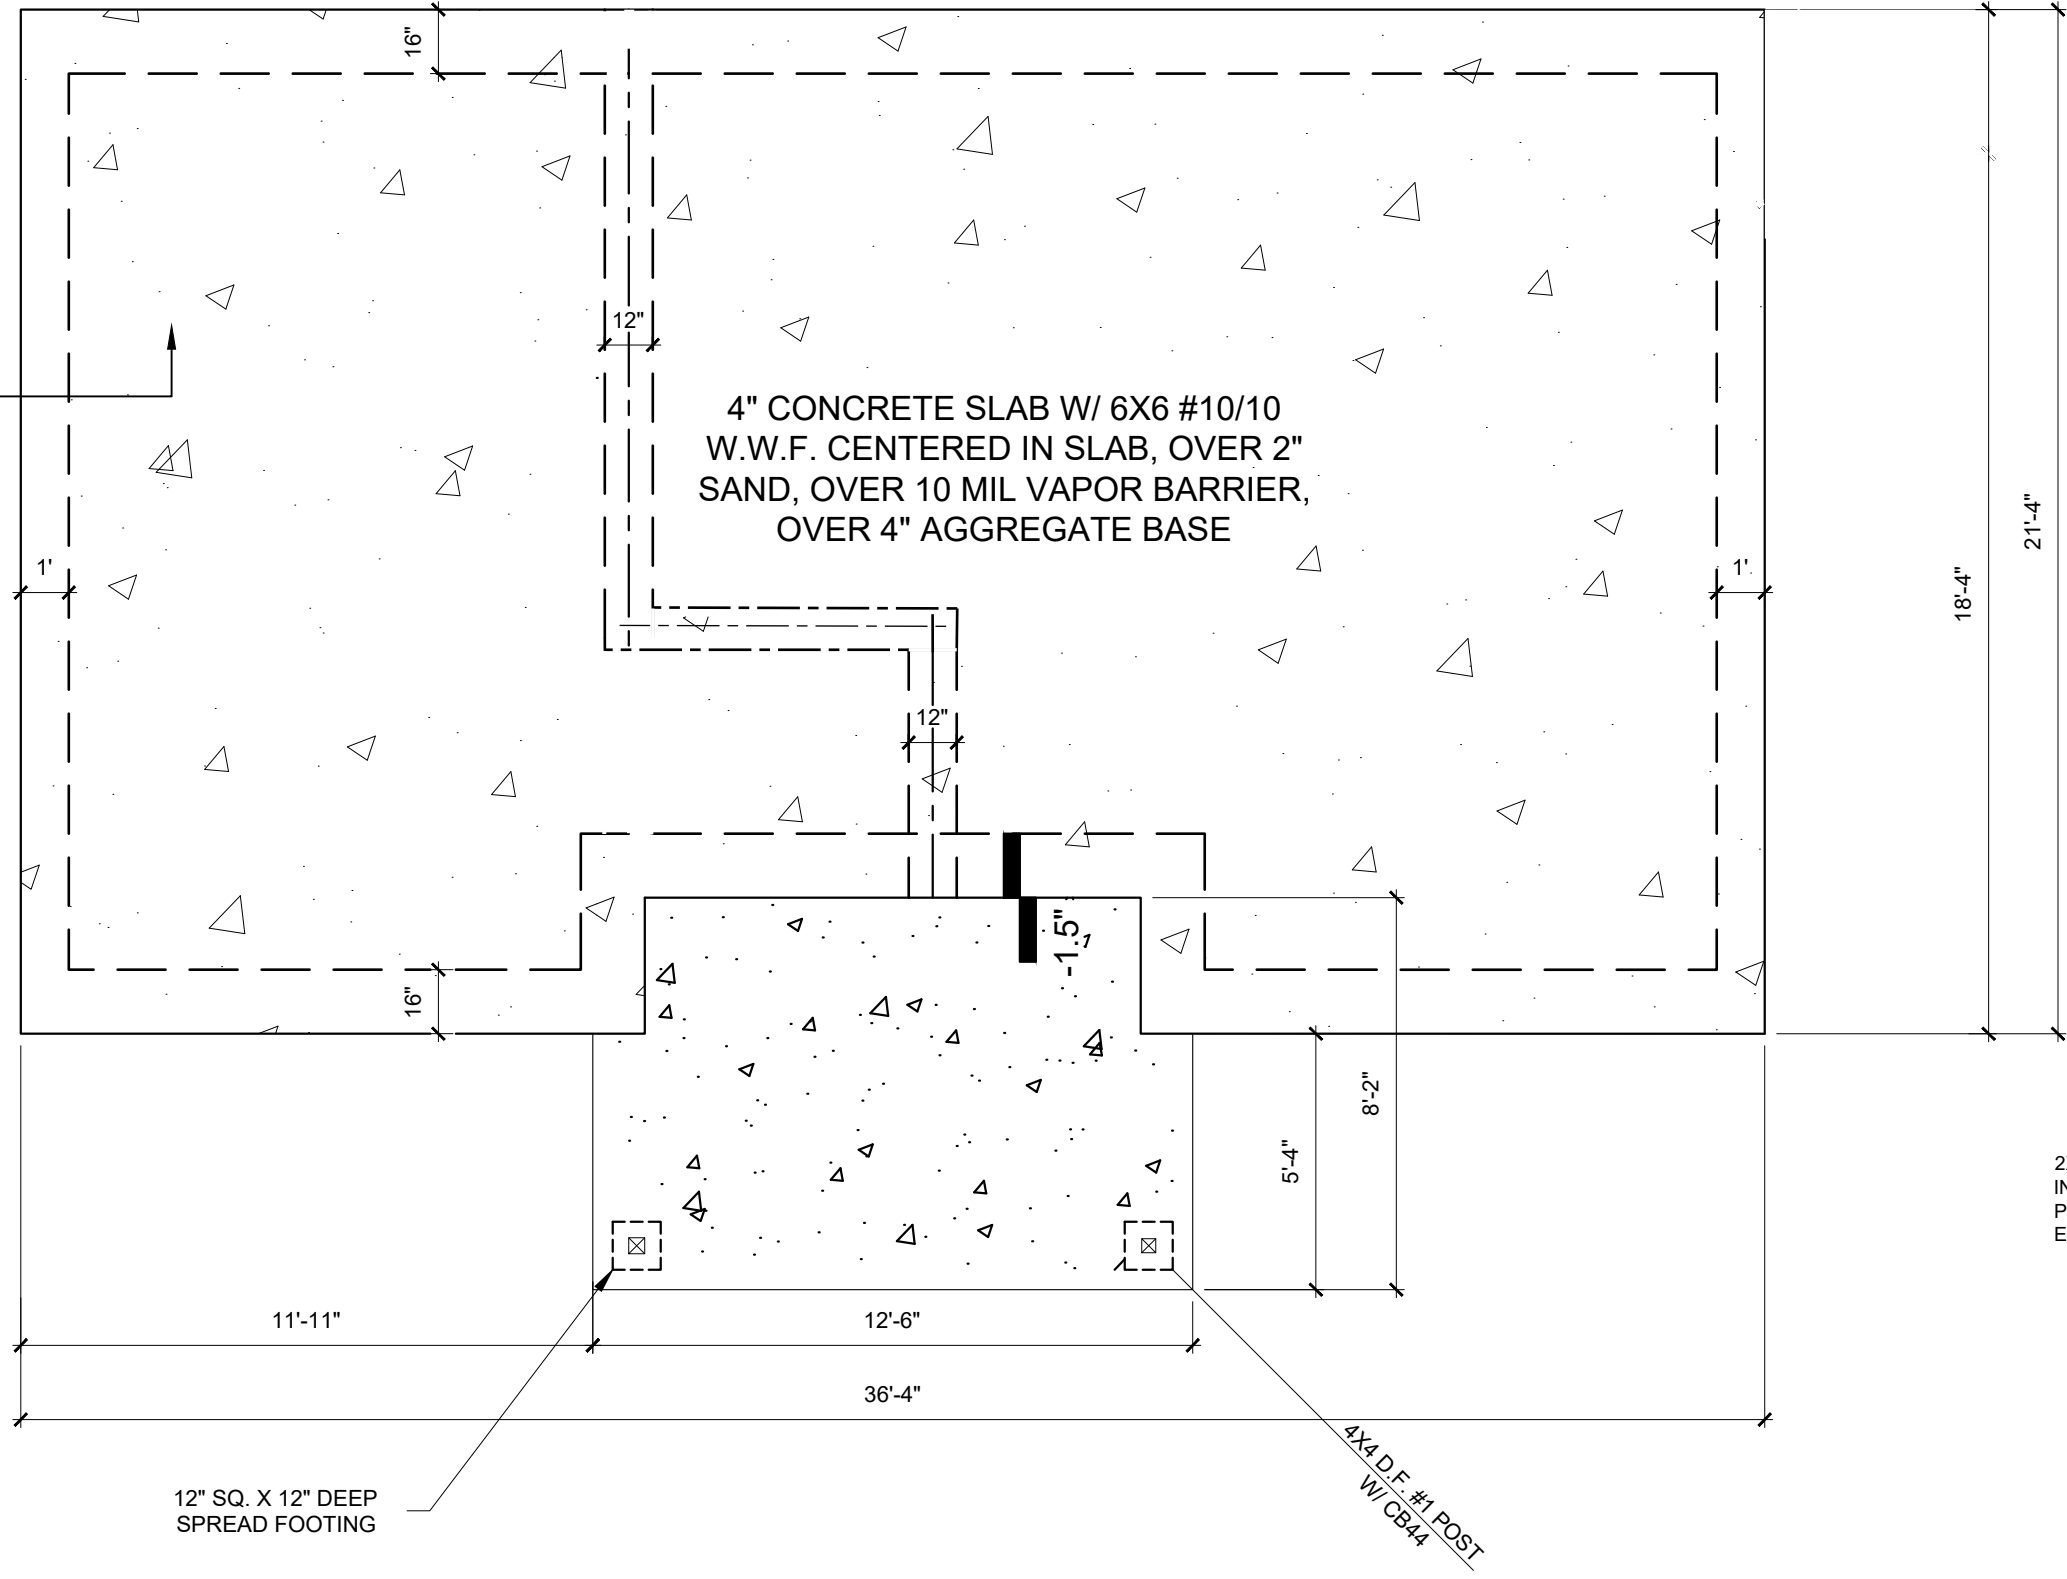 16"
12"
4" CONCRETE SLAB W/ 6X6 #10/10
W.W.F. CENTERED IN SLAB, OVER 2"
SAND, OVER 10 MIL VAPOR BARRIER,
OVER 4" AGGREGATE BASE
1'
1'
18'-4"
21'-4"
12"
-1.5"
16"
8'-2"
5'-4"
11'-11"
12'-6"
36'-4"
12" SQ. X 12" DEEP
SPREAD FOOTING
4X4 D.F. #1 POST
W/ CB44